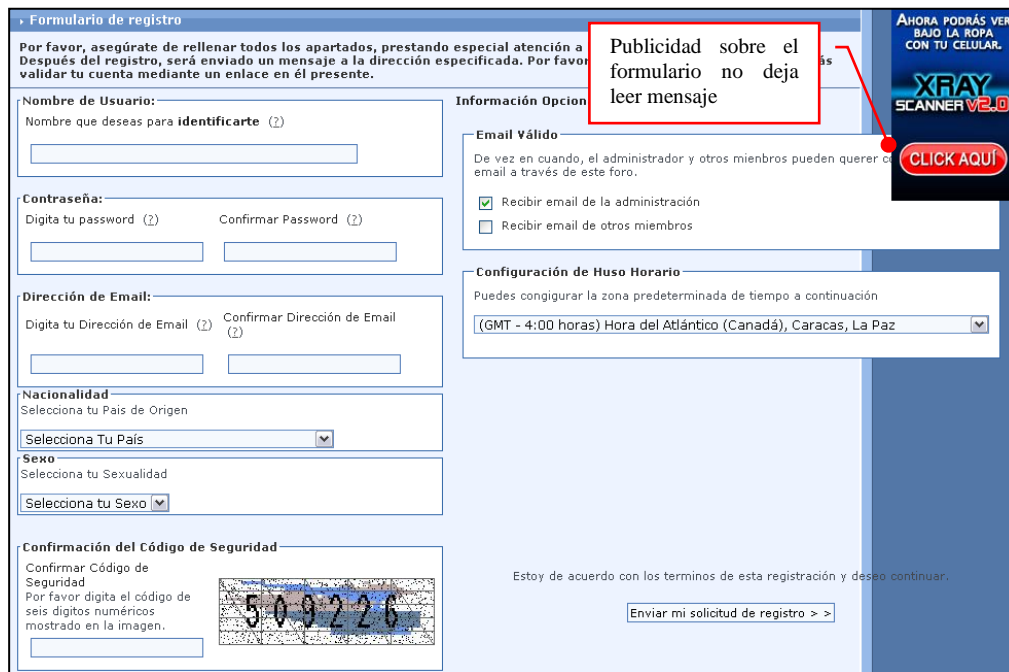 Formulario de registro
Por favor, asegúrate de rellenar todos los apartados, prestando especial atención a
Después del registro, será enviado un mensaje a la dirección especificada. Por favor
validar tu cuenta mediante un enlace en él presente.
Publicidad sobre el
formulario no deja
leer mensaje
AHORA PODRÁS VER
BAJO LA ROPA
CON TU CELULAR.
XRAY
SCANNER V2.0
CLICK AQUÍ
Nombre de Usuario:
Nombre que deseas para identificarte (?)
Contraseña:
Digita tu password (?) Confirmar Password (?)
Dirección de Email:
Digita tu Dirección de Email (?) Confirmar Dirección de Email
(?)
Nacionalidad
Selecciona tu Pais de Origen
Selecciona Tu País
Sexo
Selecciona tu Sexualidad
Selecciona tu Sexo
Confirmación del Código de Seguridad
Confirmar Código de
Seguridad
Por favor digita el código de
seis digitos numéricos
mostrado en la imagen.
509226
Información Opcion
Email Válido
De vez en cuando, el administrador y otros mienbros pueden querer
email a través de este foro.
Recibir email de la administración
Recibir email de otros miembros
Configuración de Huso Horario
Puedes congigurar la zona predeterminada de tiempo a continuación
(GMT - 4:00 horas) Hora del Atlántico (Canadá), Caracas, La Paz
Estoy de acuerdo con los terminos de esta registración y deseo continuar.
Enviar mi solicitud de registro > >